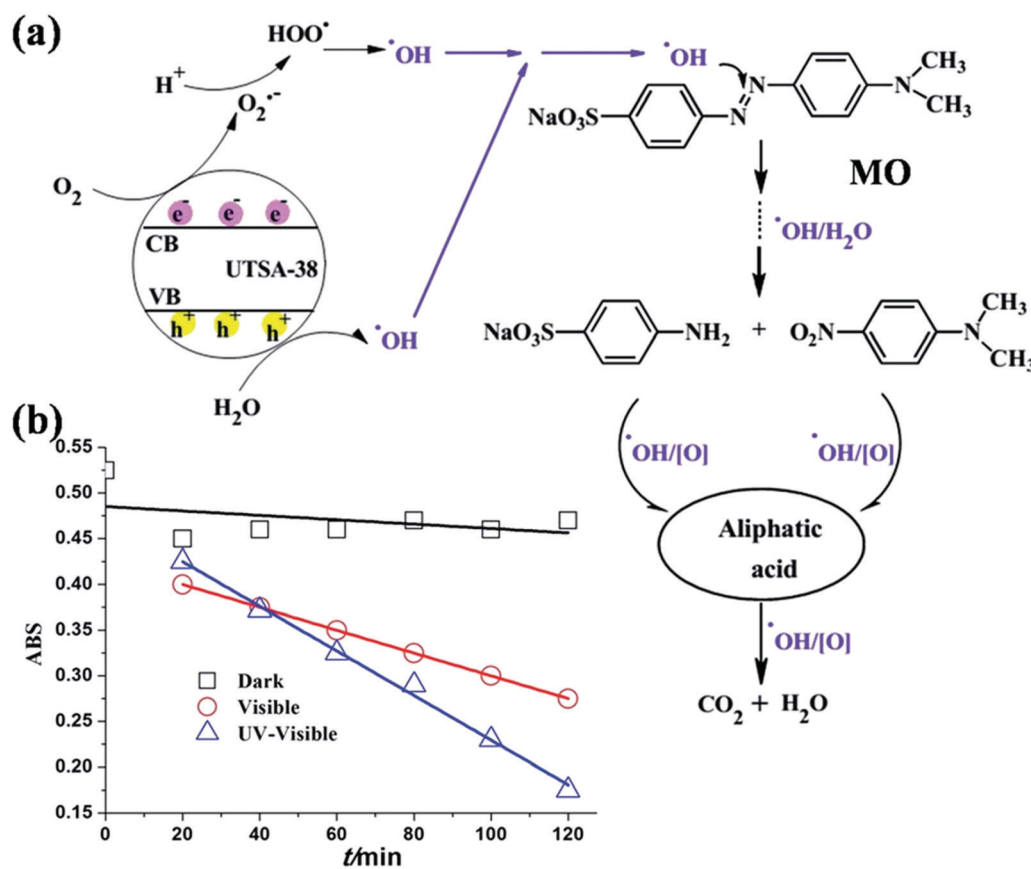 (a)
HOO•
•OH
•OH
H+
O2•-
O2
e- e- e-
CB
UTSA-38
VB
h+ h+ h+
•OH
H2O
N
N
NaO3S
N
CH3
CH3
MO
•OH/H2O
NaO3S
NH2
+
O2N
N
CH3
•OH/[O]
•OH/[O]
Aliphatic
acid
•OH/[O]
CO2 + H2O
(b)
0.55
0.50
0.45
0.40
0.35
0.30
0.25
0.20
0.15
ABS
Dark
Visible
UV-Visible
0 20 40 60 80 100 120
t/min